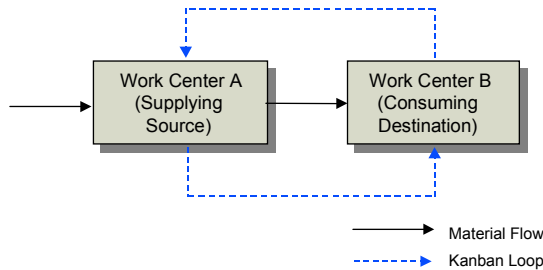 Work Center A
(Supplying
Source)
Work Center B
(Consuming
Destination)
Material Flow
Kanban Loop